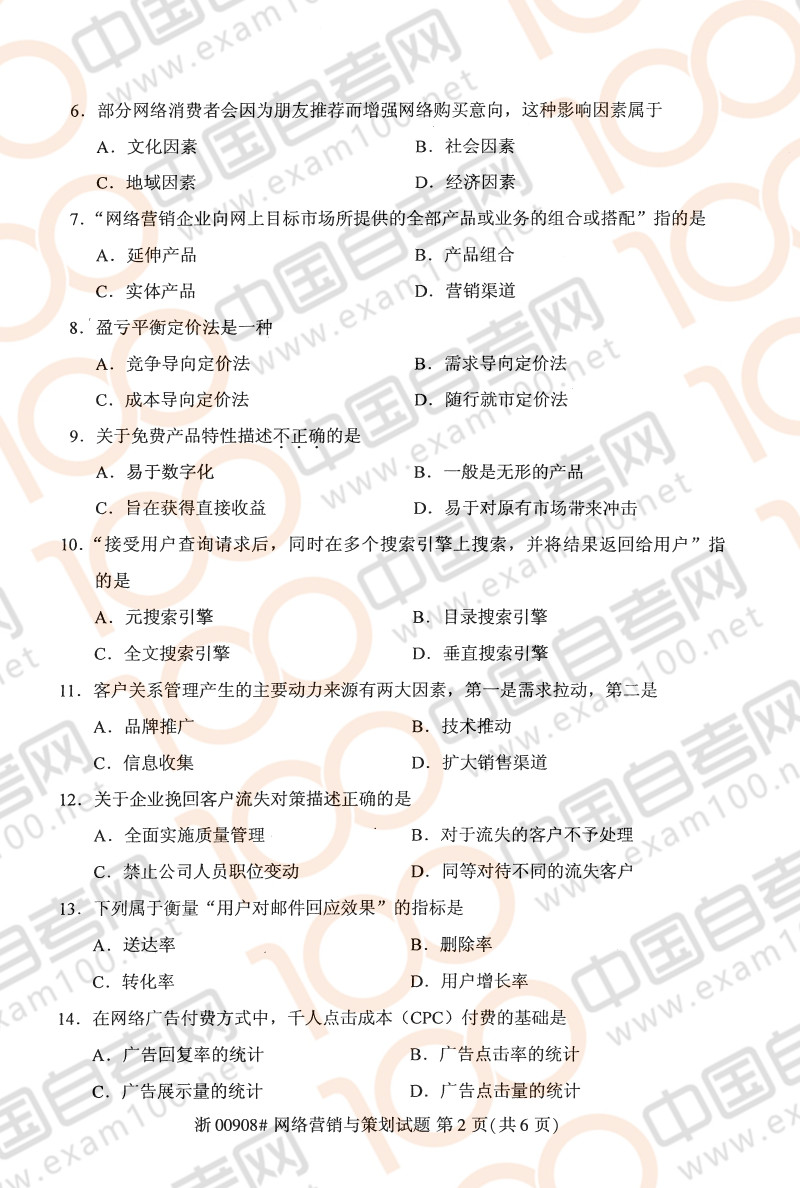 6．部分网络消费者会因为朋友推荐而增强网络购买意向，这种影响因素属于
A．文化因素 B．社会因素
C．地域因素 D．经济因素
7．“网络营销企业向网上目标市场所提供的全部产品或业务的组合或搭配”指的是
A．延伸产品 B．产品组合
C．实体产品 D．营销渠道
8．盈亏平衡定价法是一种
A．竞争导向定价法 B．需求导向定价法
C．成本导向定价法 D．随行就市定价法
9．关于免费产品特性描述不正确的是
A．易于数字化 B．一般是无形的产品
C．旨在获得直接收益 D．易于对原有市场带来冲击
10．“接受用户查询请求后，同时在多个搜索引擎上搜索，并将结果返回给用户”指
的是
A．元搜索引擎 B．目录搜索引擎
C．全文搜索引擎 D．垂直搜索引擎
11．客户关系管理产生的主要动力来源有两大因素，第一是需求拉动，第二是
A．品牌推广 B．技术推动
C．信息收集 D．扩大销售渠道
12．关于企业挽回客户流失对策描述正确的是
A．全面实施质量管理 B．对于流失的客户不予处理
C．禁止公司人员职位变动 D．同等对待不同的流失客户
13．下列属于衡量“用户对邮件回应效果”的指标是
A．送达率 B．删除率
C．转化率 D．用户增长率
14．在网络广告付费方式中，千人点击成本（CPC）付费的基础是
A．广告回复率的统计 B．广告点击率的统计
C．广告展示量的统计 D．广告点击量的统计
浙 00908# 网络营销与策划试题 第 2 页(共 6 页)
100
中国自考网
www.exam100.net